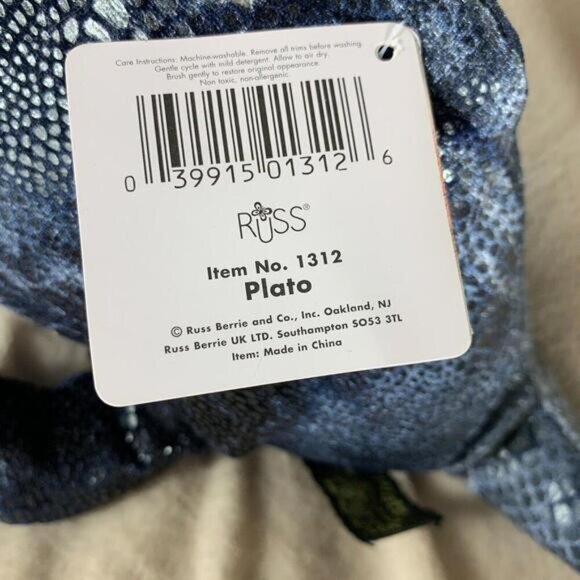 Care Instructions: Machine-washable. Remove all trims before washing.
Gentle cycle with mild detergent. Allow to air dry.
Brush gently to restore original appearance.
Non toxic, non-allergenic.
0 39915 01312 6
RUSS®
Item No. 1312
Plato
© Russ Berrie and Co., Inc. Oakland, NJ
Russ Berrie UK LTD. Southampton SO53 3TL
Item: Made in China